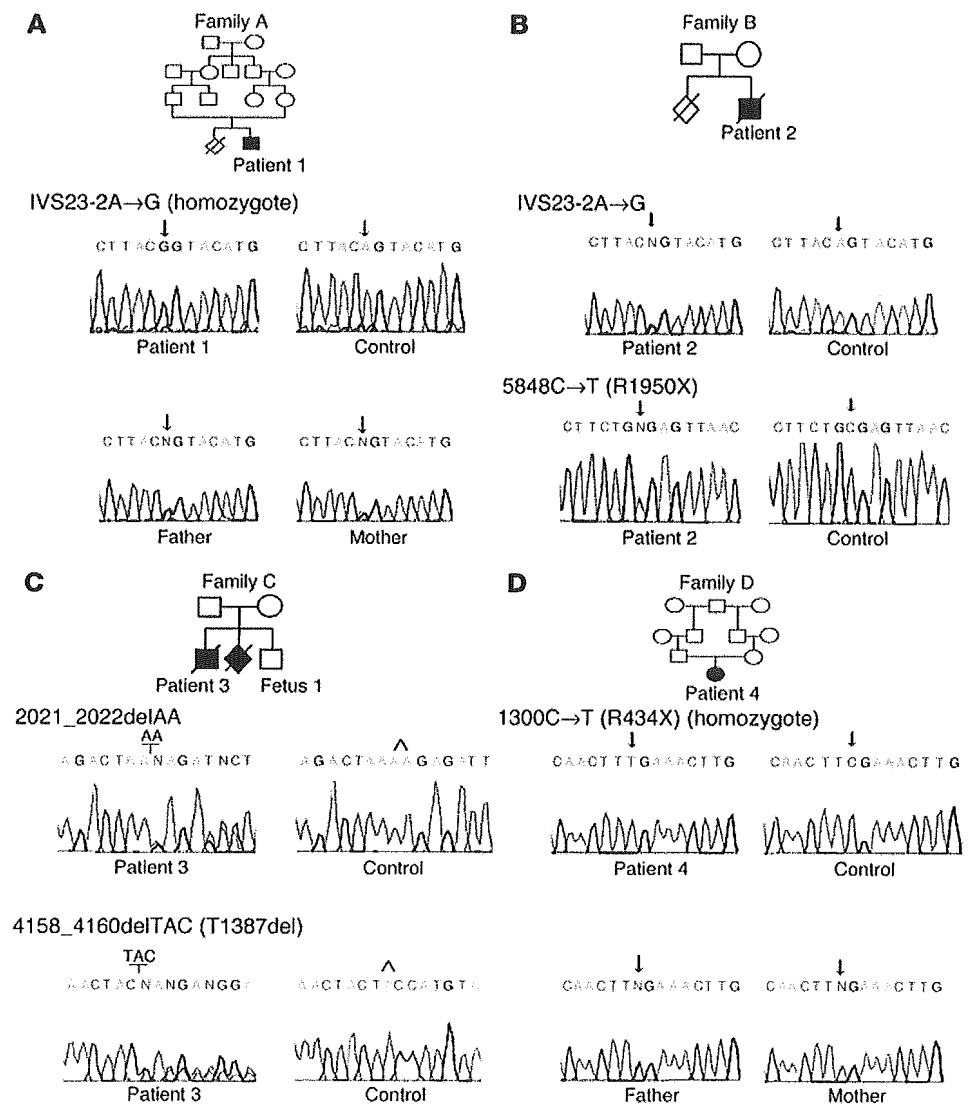 A
Family A
Patient 1
IVS23-2A→G (homozygote)
CTTACGGTACATG
CTTACAGTACATG
Patient 1
Control
CTTACNGTACATG
CTTACNGTACATG
Father
Mother
B
Family B
Patient 2
IVS23-2A→G
CTTACNGTACATG
CTTACAGTACATG
Patient 2
Control
5848C→T (R1950X)
CTTCTGNGAGTTAAC
CTTCTGCGAGTTAAC
Patient 2
Control
C
Family C
Patient 3
Fetus 1
2021_2022delAA
AA
AGACTAANAGATNCT
AGACTAAAAGAGATT
Patient 3
Control
4158_4160delTAC (T1387del)
TAC
AACTACNANGANGGA
AACTACTACCATGTA
Patient 3
Control
D
Family D
Patient 4
1300C→T (R434X) (homozygote)
CAACTTTGAAACTTG
CAACTTCGAAACTTG
Patient 4
Control
CAACTTNGAAACTTG
CAACTTNGAAACTTG
Father
Mother